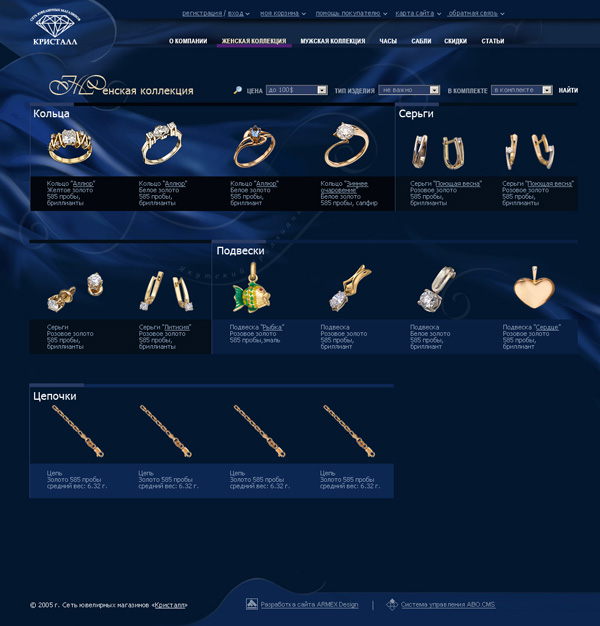 СЕТЬ ЮВЕЛИРНЫХ МАГАЗИНОВ
КРИСТАЛЛ
регистрация / вход
моя корзина
помощь покупателю
карта сайта
обратная связь
О КОМПАНИИ
ЖЕНСКАЯ КОЛЛЕКЦИЯ
МУЖСКАЯ КОЛЛЕКЦИЯ
ЧАСЫ
САБЛИ
СКИДКИ
СТАТЬИ
Женская коллекция
ЦЕНА
до 100$
ТИП ИЗДЕЛИЯ
не важно
В КОМПЛЕКТЕ
в комплекте
НАЙТИ
Кольца
Серьги
Кольцо "Аллюр"
Желтое золото
585 пробы,
бриллианты
Кольцо "Аллюр"
Белое золото
585 пробы,
бриллианты
Кольцо "Аллюр"
Белое золото
585 пробы,
бриллиант
Кольцо "Зимнее
очарование"
Белое золото
585 пробы, сапфир
Серьги "Поющая весна"
Розовое золото
585 пробы,
бриллианты
Серьги "Поющая весна"
Розовое золото
585 пробы,
бриллианты
Подвески
Серьги
Розовое золото
585 пробы,
бриллианты
Серьги "Питисия"
Розовое золото
585 пробы,
бриллианты
Подвеска "Рыбка"
Розовое золото
585 пробы,эмаль
Подвеска
Розовое золото
585 пробы,
бриллиант
Подвеска
Белое золото
585 пробы,
бриллиант
Подвеска "Сердце"
Розовое золото
585 пробы,
бриллиант
Цепочки
Цепь
Золото 585 пробы
средний вес: 6.32 г.
Цепь
Золото 585 пробы
средний вес: 6.32 г.
Цепь
Золото 585 пробы
средний вес: 6.32 г.
Цепь
Золото 585 пробы
средний вес: 6.32 г.
© 2005 г. Сеть ювелирных магазинов «Кристалл»
Разработка сайта ARMEX Design
Система управления ABO.CMS